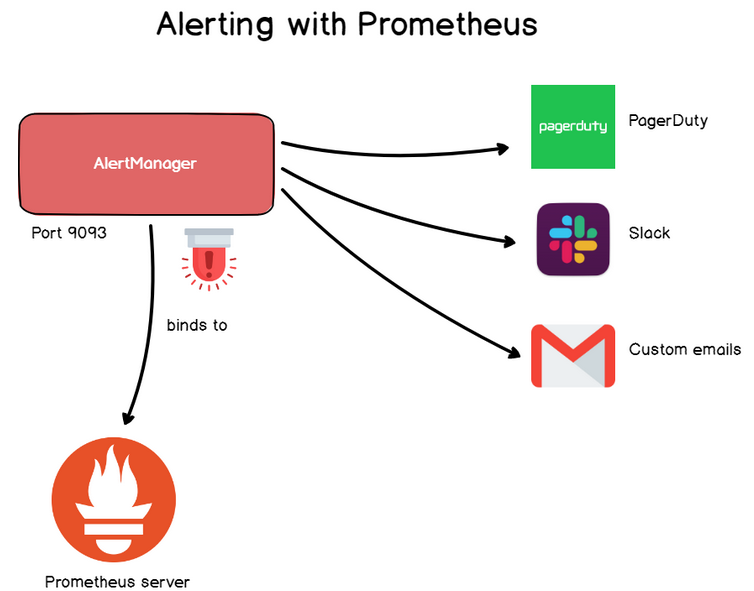 Alerting with Prometheus
pagerduty
PagerDuty
AlertManager
Port 9093
Slack
binds to
Custom emails
Prometheus server